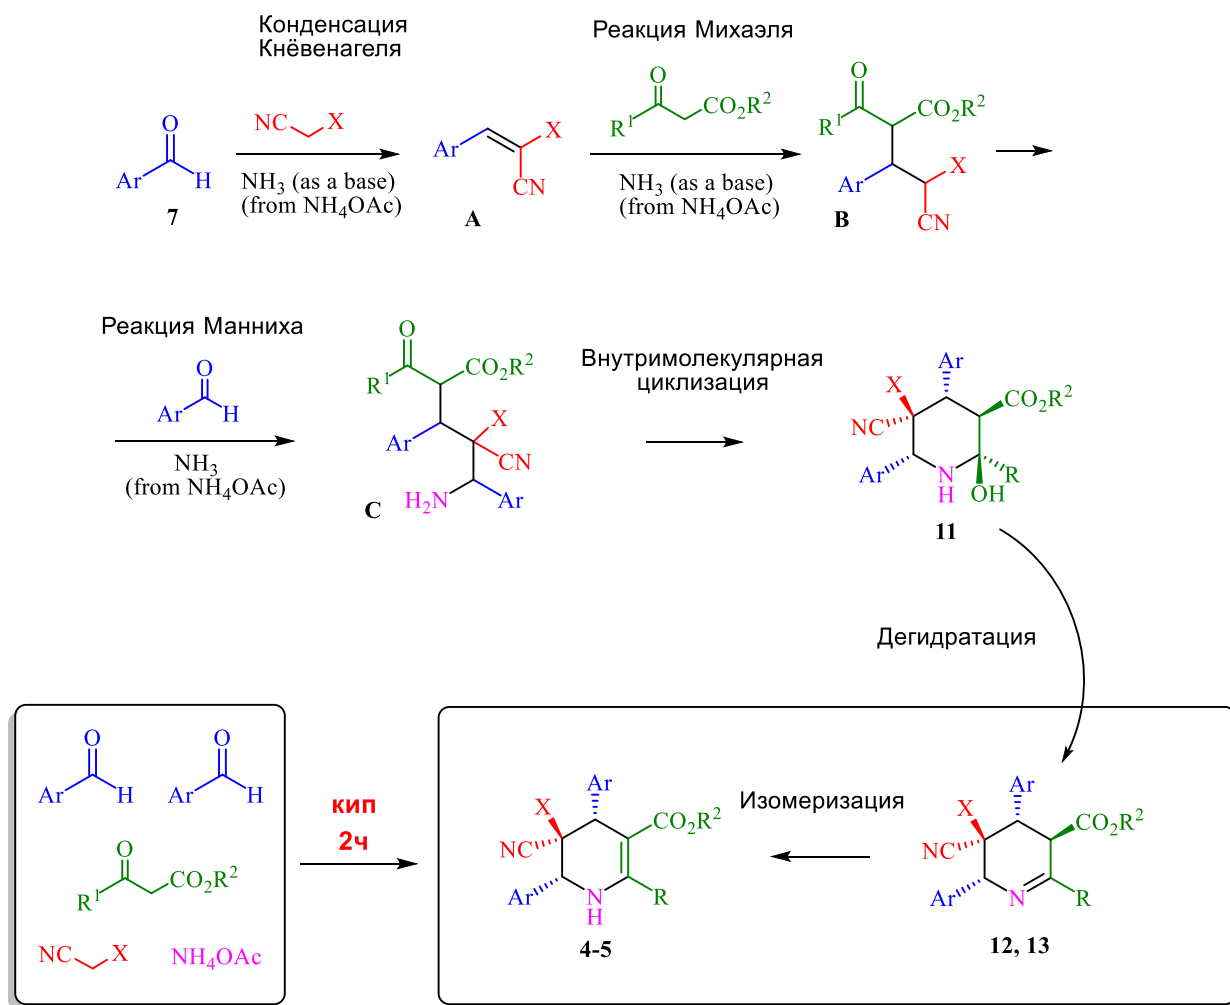 Конденсация
Кнёвенагеля
Реакция Михаэля
O
Ar
H
7
NC
X
NH3 (as a base)
(from NH4OAc)
Ar
X
CN
A
O
R1
CO2R2
NH3 (as a base)
(from NH4OAc)
O
R1
CO2R2
Ar
X
CN
B
Реакция Манниха
O
Ar
H
NH3
(from NH4OAc)
O
R1
CO2R2
Ar
X
CN
H2N
Ar
C
Внутримолекулярная
циклизация
Ar
X
CO2R2
NC
Ar
N
H
OH
R
11
Дегидратация
O
Ar
H
O
Ar
H
O
R1
CO2R2
NC
X
NH4OAc
кип
2ч
Ar
X
CO2R2
NC
Ar
N
H
R
4-5
Изомеризация
Ar
X
CO2R2
NC
Ar
N
R
12, 13